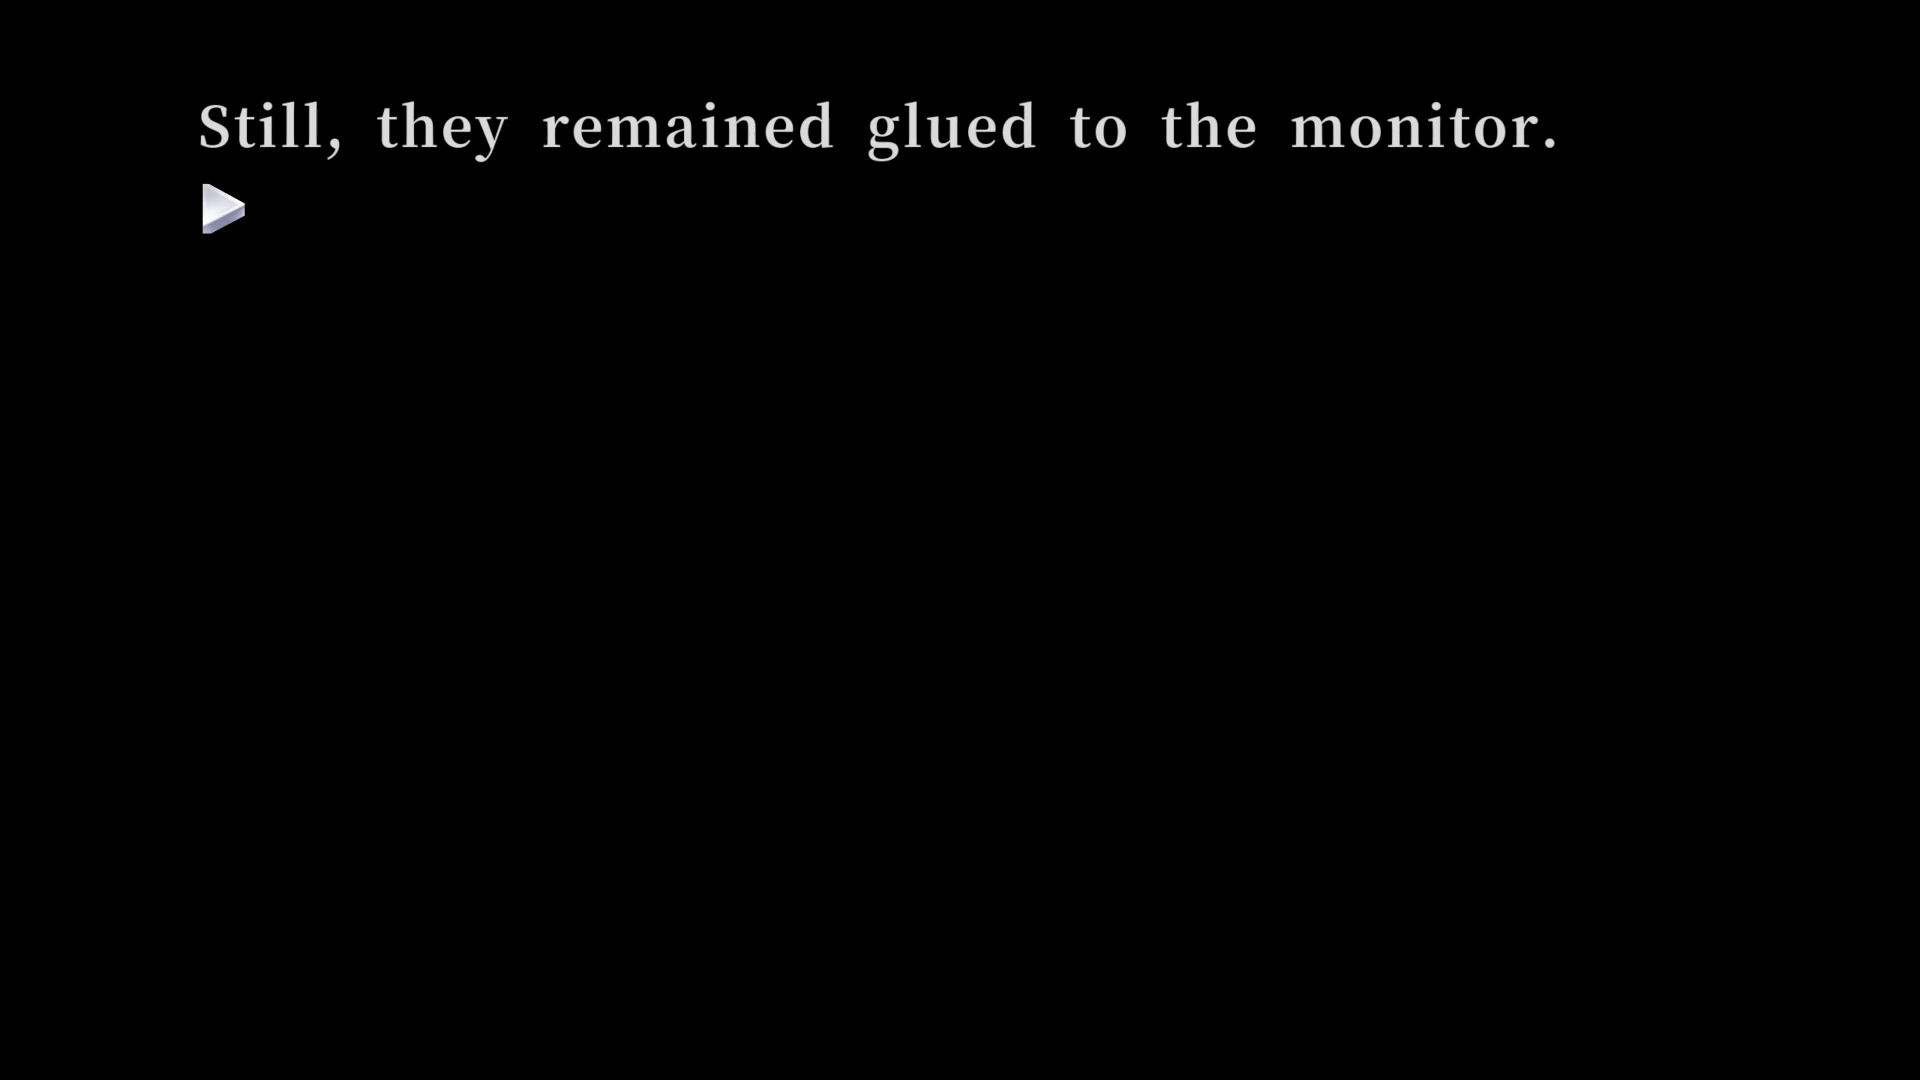 Still, they remained glued to the monitor.